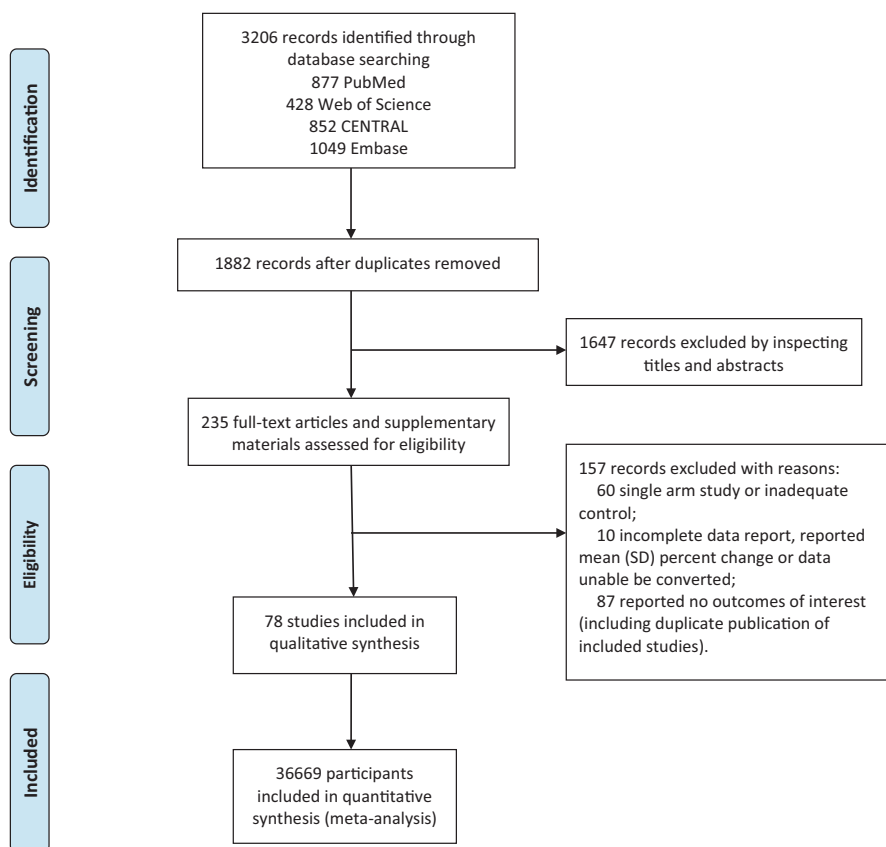 3206 records identified through
database searching
877 PubMed
428 Web of Science
852 CENTRAL
1049 Embase
Identification
1882 records after duplicates removed
Screening
1647 records excluded by inspecting
titles and abstracts
235 full-text articles and supplementary
materials assessed for eligibility
157 records excluded with reasons:
60 single arm study or inadequate
control;
10 incomplete data report, reported
mean (SD) percent change or data
unable be converted;
87 reported no outcomes of interest
(including duplicate publication of
included studies).
Eligibility
78 studies included in
qualitative synthesis
Included
36669 participants
included in quantitative
synthesis (meta-analysis)